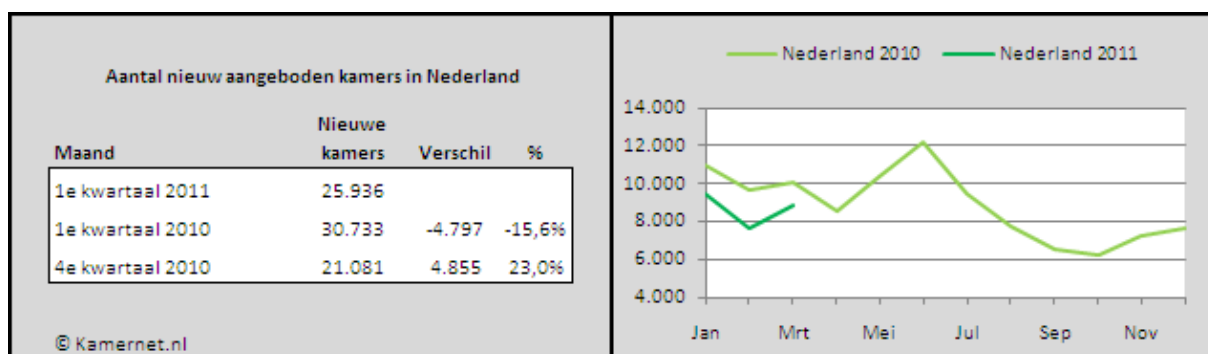 Aantal nieuw aangeboden kamers in Nederland
Nieuwe
Maand kamers Verschil %
1e kwartaal 2011 25.936
1e kwartaal 2010 30.733 -4.797 -15,6%
4e kwartaal 2010 21.081 4.855 23,0%
© Kamernet.nl
Nederland 2010 Nederland 2011
14.000
12.000
10.000
8.000
6.000
4.000
Jan Mrt Mei Jul Sep Nov